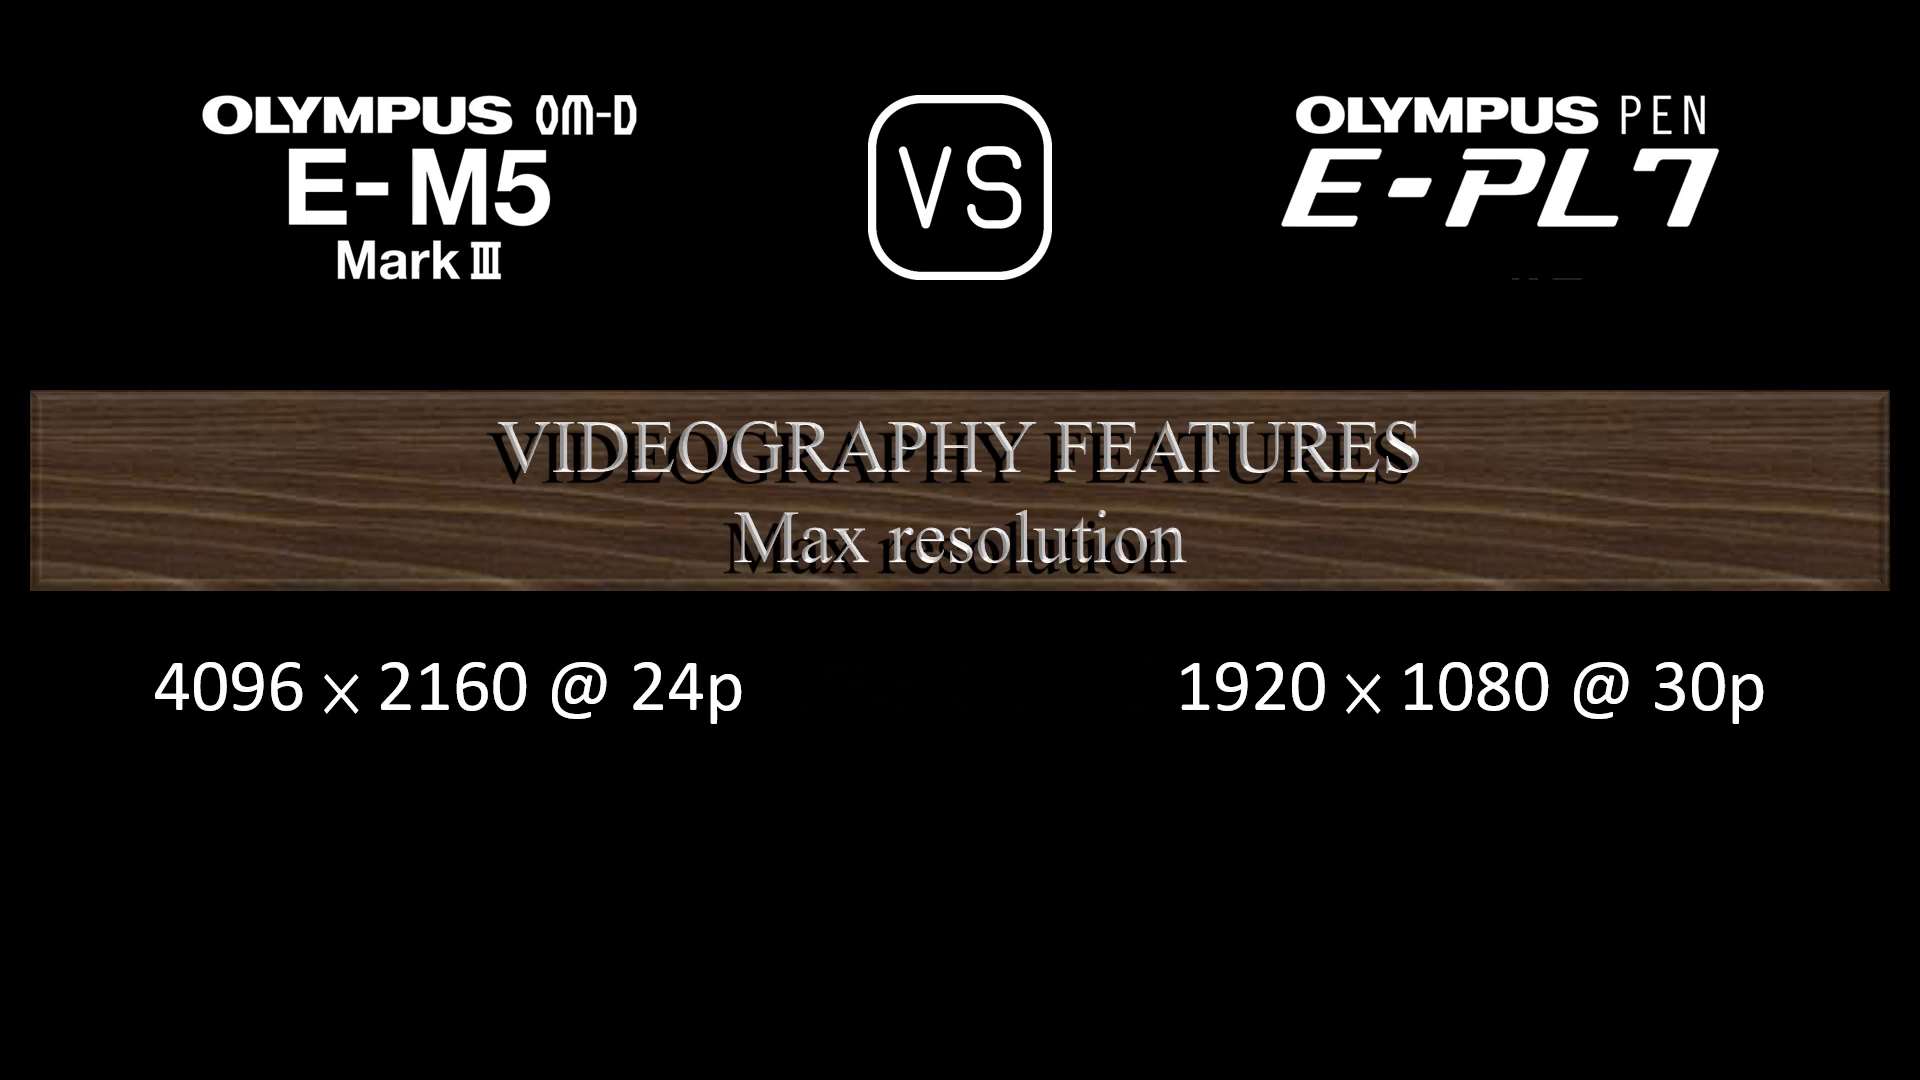 OLYMPUS OM-D
E-M5
Mark III
VS
OLYMPUS PEN
E-PL7
VIDEOGRAPHY FEATURES
Max resolution
4096 x 2160 @ 24p
1920 x 1080 @ 30p